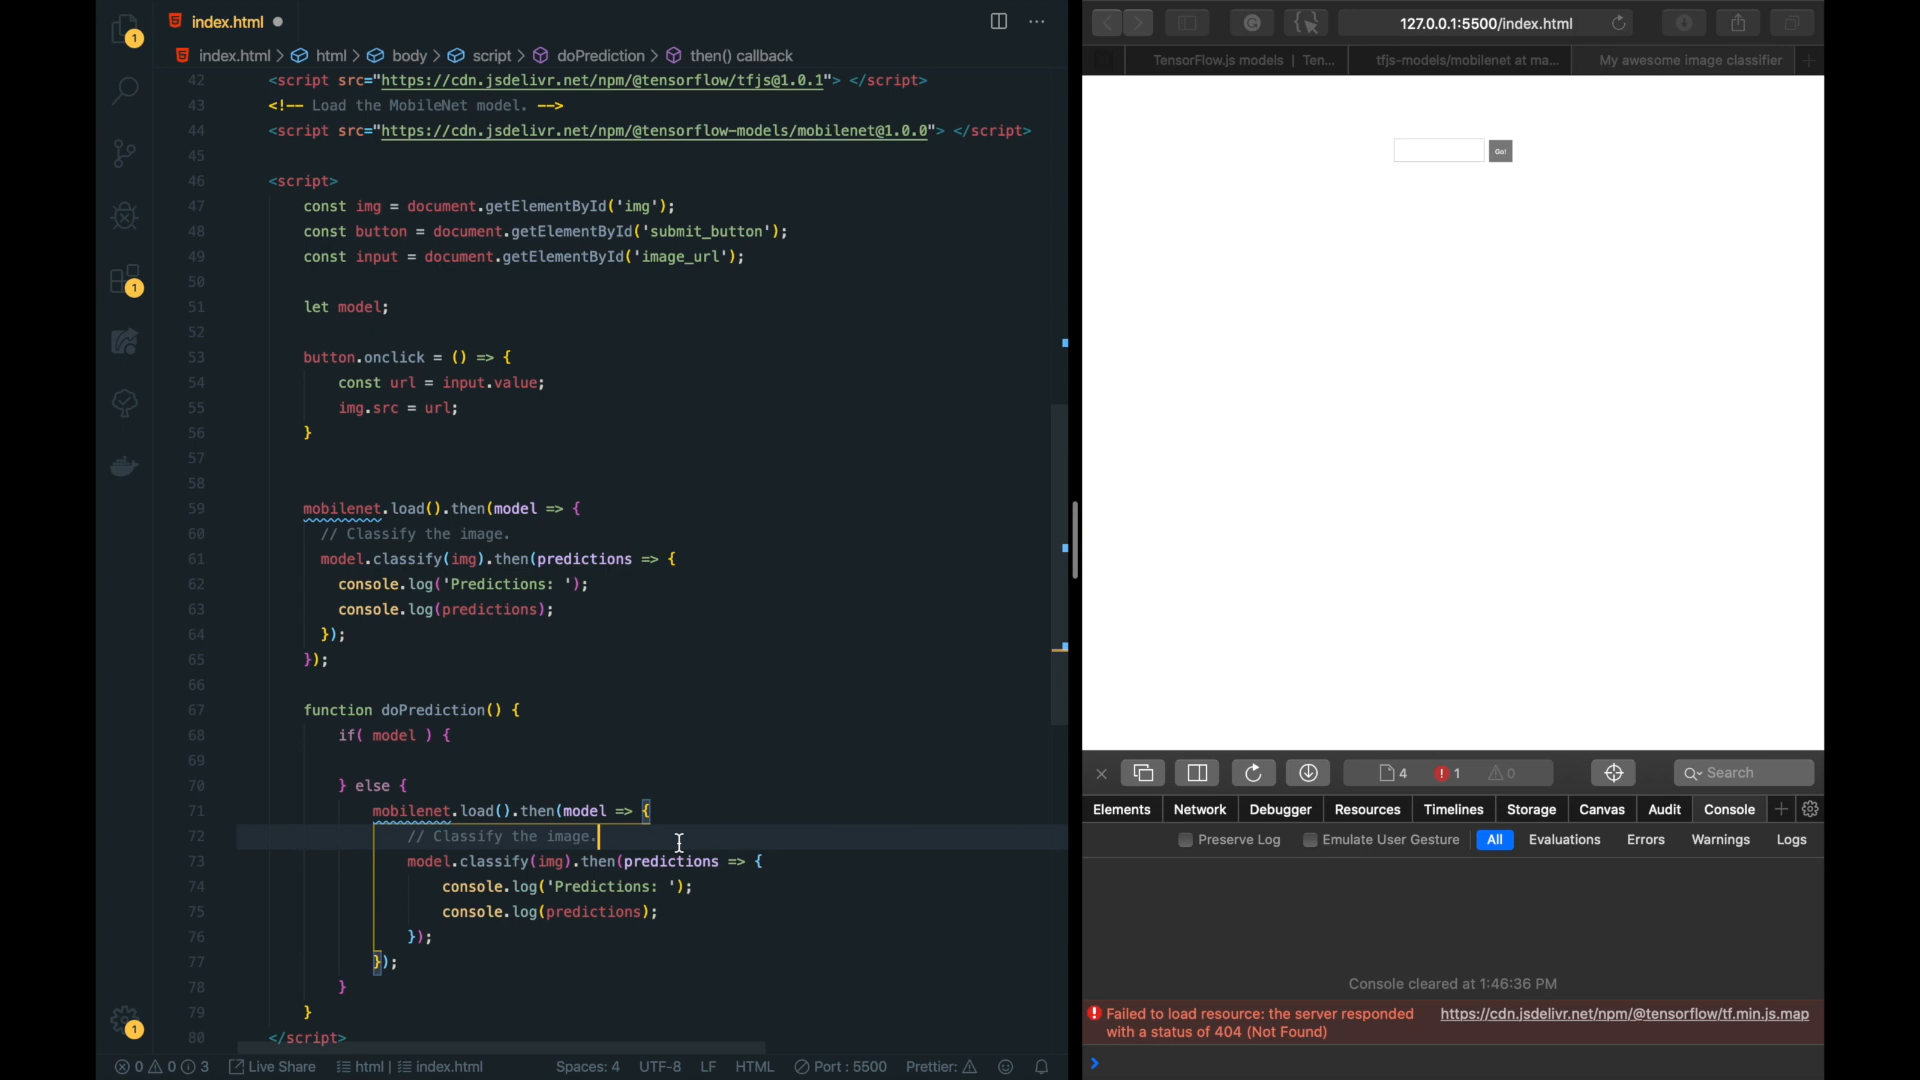 index.html
index.html > html > body > script > doPrediction > then() callback
42 <script src="https://cdn.jsdelivr.net/npm/@tensorflow/tfjs@1.0.1"> </script>
43 <!-- Load the MobileNet model. -->
44 <script src="https://cdn.jsdelivr.net/npm/@tensorflow-models/mobilenet@1.0.0"> </script>
45
46 <script>
47 const img = document.getElementById('img');
48 const button = document.getElementById('submit_button');
49 const input = document.getElementById('image_url');
50
51 let model;
52
53 button.onclick = () => {
54 const url = input.value;
55 img.src = url;
56 }
57
58
59 mobilenet.load().then(model => {
60 // Classify the image.
61 model.classify(img).then(predictions => {
62 console.log('Predictions: ');
63 console.log(predictions);
64 });
65 });
66
67 function doPrediction() {
68 if( model ) {
69
70 } else {
71 mobilenet.load().then(model => {
72 // Classify the image.
73 model.classify(img).then(predictions => {
74 console.log('Predictions: ');
75 console.log(predictions);
76 });
77 });
78 }
79 }
80 </script>
1
1
1
0 0 3 Live Share html | index.html Spaces: 4 UTF-8 LF HTML Port : 5500 Prettier:
127.0.0.1:5500/index.html
TensorFlow.js models | Ten... tfjs-models/mobilenet at ma... My awesome image classifier
Go!
4 1 0 Search
Elements Network Debugger Resources Timelines Storage Canvas Audit Console
Preserve Log Emulate User Gesture All Evaluations Errors Warnings Logs
Console cleared at 1:46:36 PM
Failed to load resource: the server responded https://cdn.jsdelivr.net/npm/@tensorflow/tf.min.js.map
with a status of 404 (Not Found)